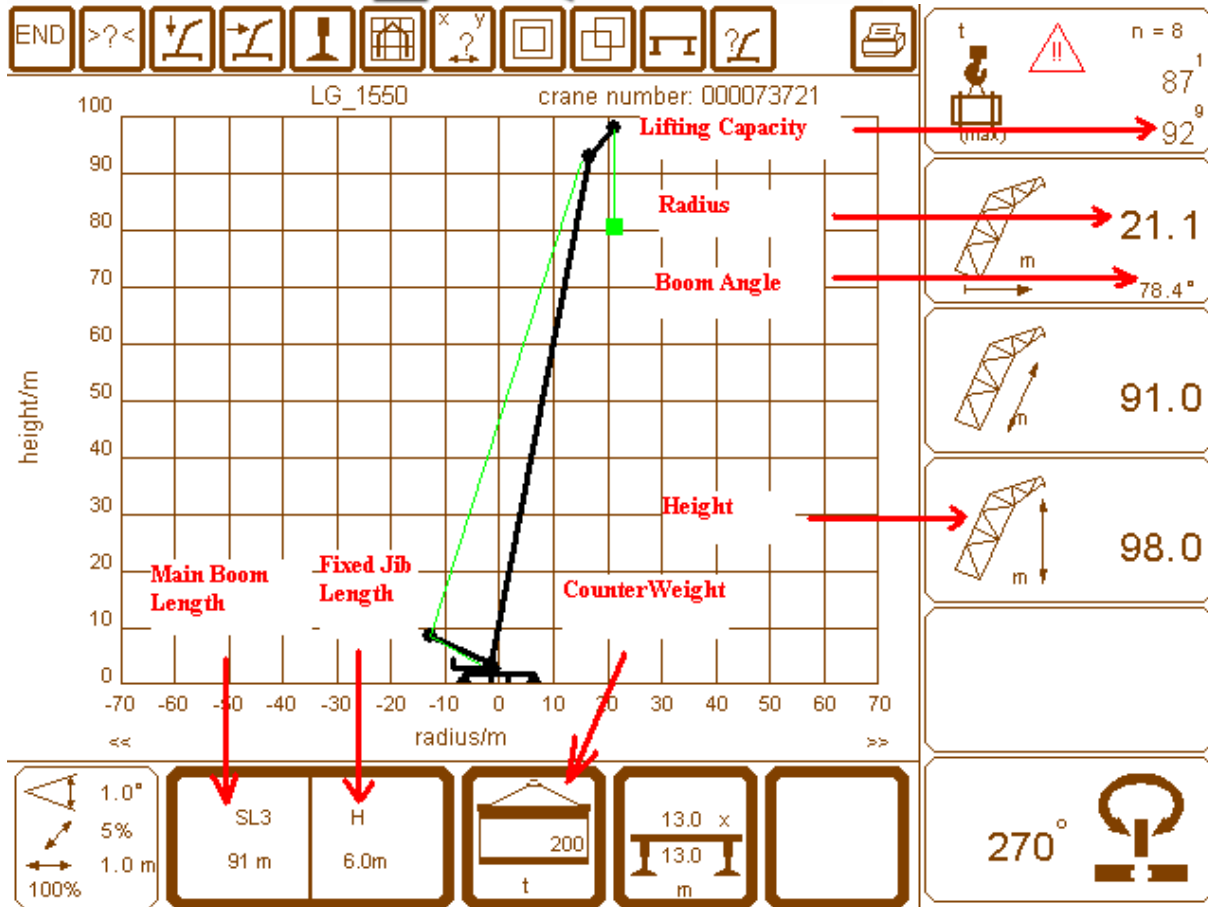 END >?< x y ? ?
t n = 8
!!
87 1
92 9
(max)
LG_1550 crane number: 000073721
Lifting Capacity
Radius
21.1
m
Boom Angle
78.4°
91.0
m
Height
98.0
m
height/m
100
90
80
70
60
50
40
30
20
10
0
Main Boom
Length
Fixed Jib
Length
CounterWeight
-70 -60 -50 -40 -30 -20 -10 0 10 20 30 40 50 60 70
<< radius/m >>
1.0°
5%
1.0 m
100%
SL3
91 m
H
6.0m
200
t
13.0 x
13.0
m
270°